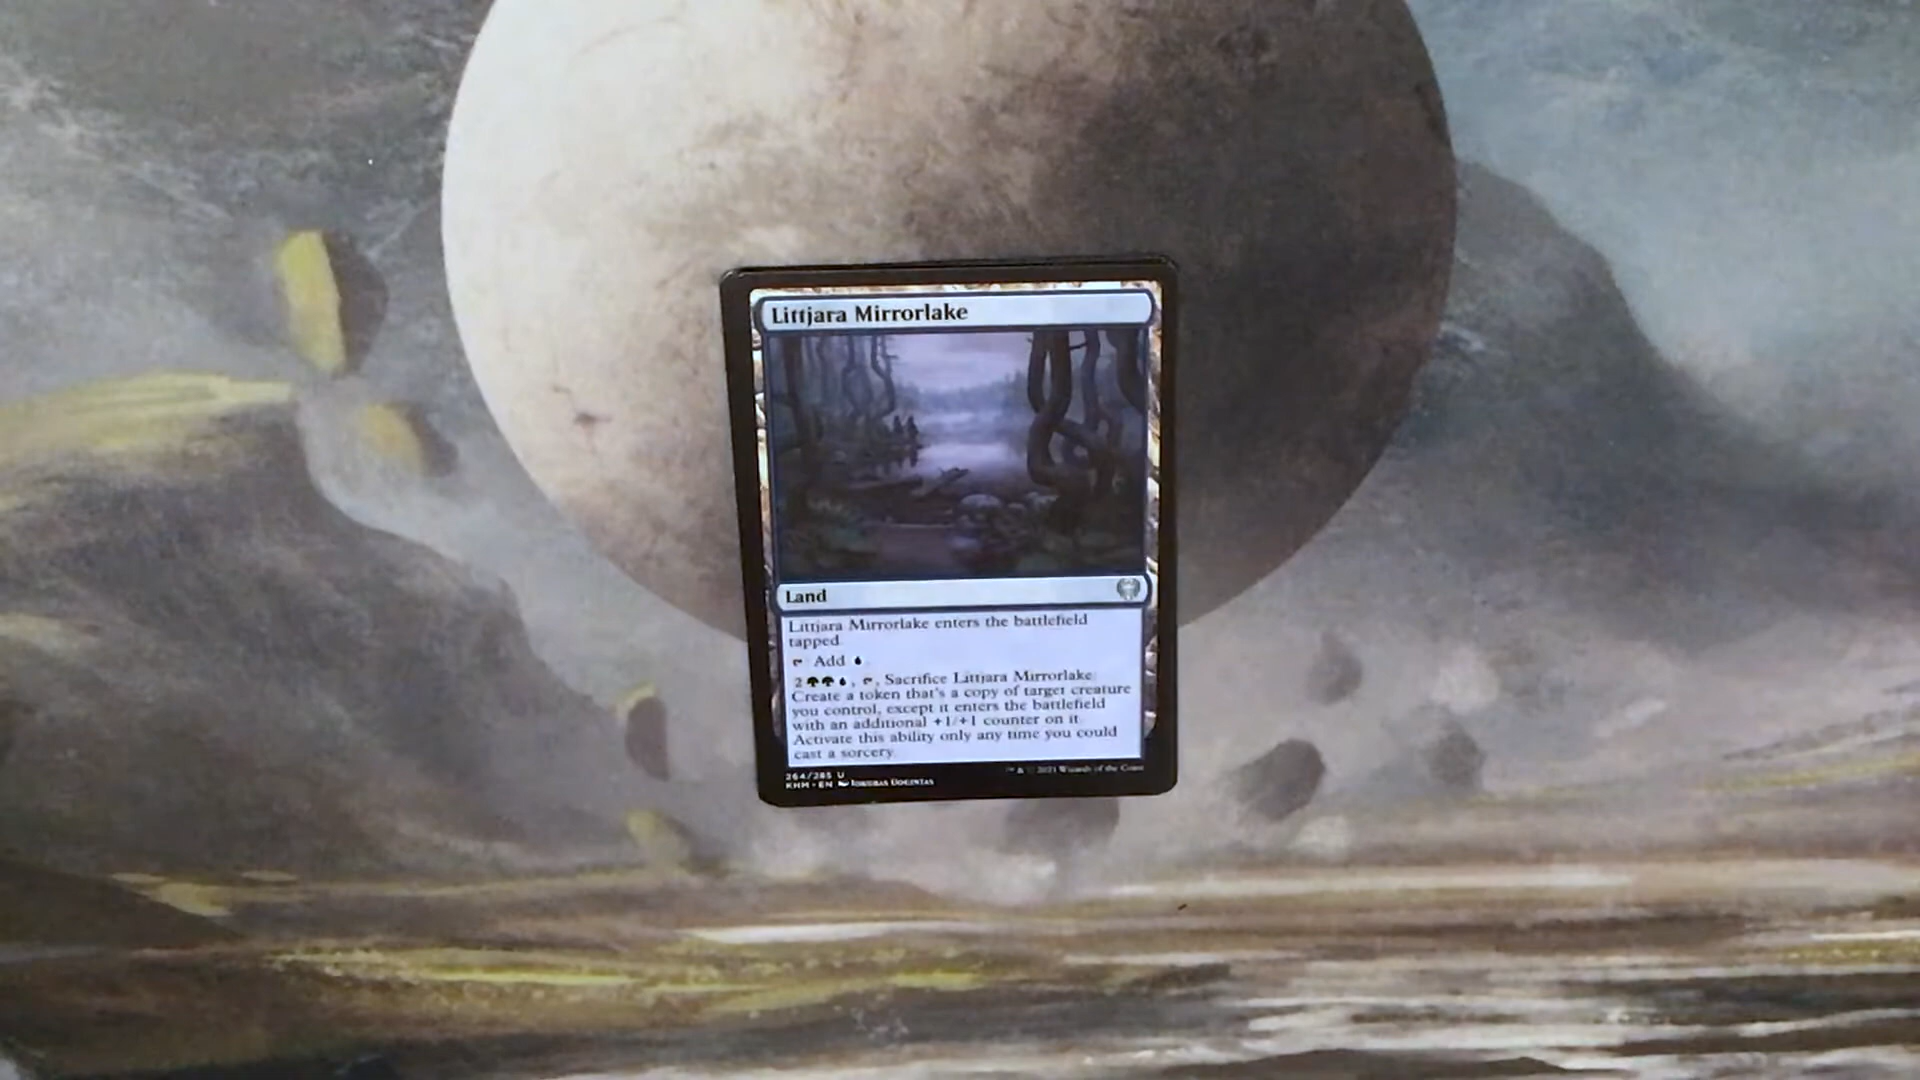 Littjara Mirrorlake
Land
Littjara Mirrorlake enters the battlefield
tapped.
: Add .
2, , Sacrifice Littjara Mirrorlake:
Create a token that's a copy of target creature
you control, except it enters the battlefield
with an additional +1/+1 counter on it.
Activate this ability only any time you could
cast a sorcery.
264/285 U
™ & © 2021 Wizards of the Coast
KHM • EN